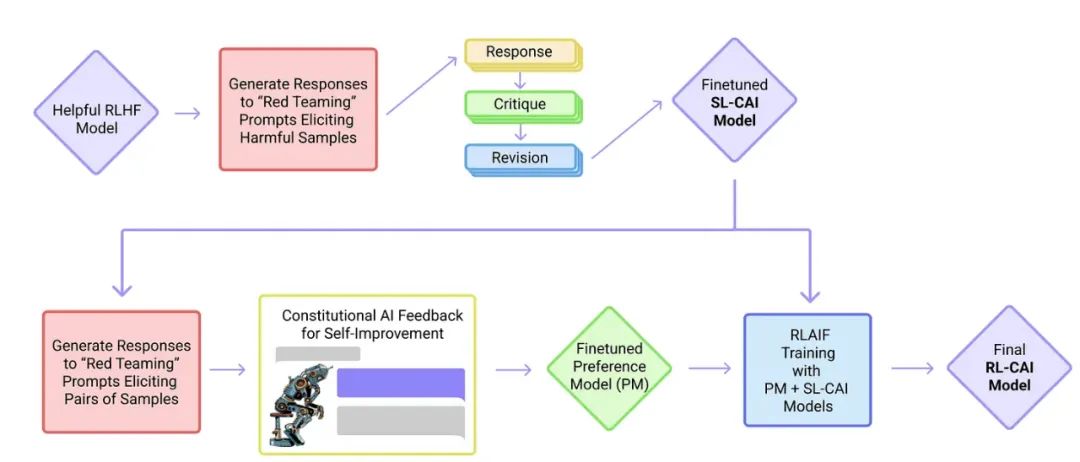 Helpful RLHF
Model
Generate Responses
to “Red Teaming”
Prompts Eliciting
Harmful Samples
Response
Critique
Revision
Finetuned
SL-CAI
Model
Generate Responses
to “Red Teaming”
Prompts Eliciting
Pairs of Samples
Constitutional AI Feedback
for Self-Improvement
Finetuned
Preference
Model (PM)
RLAIF
Training
with
PM + SL-CAI
Models
Final
RL-CAI
Model